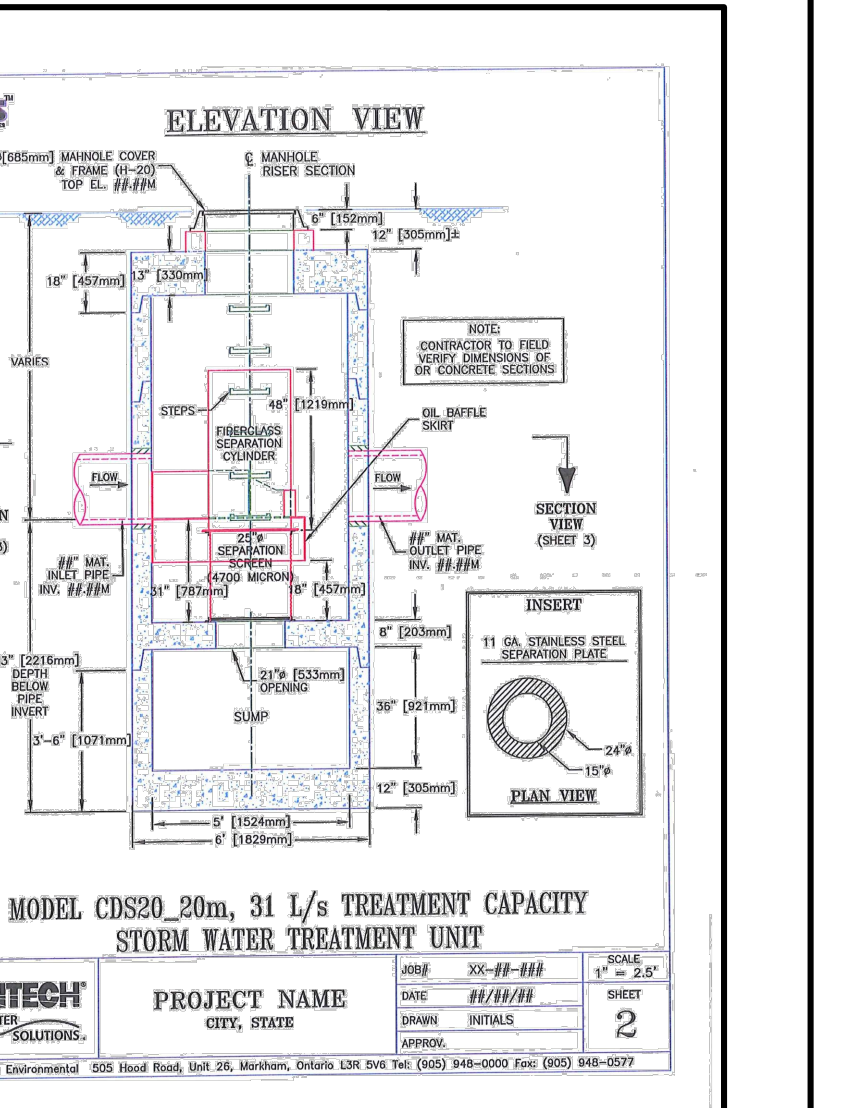 TM
ELEVATION VIEW
[685mm] MAHNOLE COVER
& FRAME (H-20)
TOP EL. ##.##M
℄ MANHOLE
RISER SECTION
6" [152mm]
12" [305mm]±
18" [457mm]
13" [330mm]
NOTE:
CONTRACTOR TO FIELD
VERIFY DIMENSIONS OF
OR CONCRETE SECTIONS
VARIES
STEPS
48" [1219mm]
OIL BAFFLE
SKIRT
FIBERGLASS
SEPARATION
CYLINDER
FLOW
FLOW
SECTION
VIEW
(SHEET 3)
N
3)
25"ø
SEPARATION
SCREEN
(4700 MICRON)
##" MAT.
INLET PIPE
INV. ##.##M
##" MAT.
OUTLET PIPE
INV. ##.##M
31" [787mm]
18" [457mm]
INSERT
11 GA. STAINLESS STEEL
SEPARATION PLATE
24"ø
15"ø
PLAN VIEW
8" [203mm]
3" [2216mm]
DEPTH
BELOW
PIPE
INVERT
21"ø [533mm]
OPENING
SUMP
36" [921mm]
3'-6" [1071mm]
12" [305mm]
5' [1524mm]
6' [1829mm]
MODEL CDS20_20m, 31 L/s TREATMENT CAPACITY
STORM WATER TREATMENT UNIT
TECH®
TER
SOLUTIONS.
PROJECT NAME
CITY, STATE
JOB# XX-##-###
DATE ##/##/##
DRAWN INITIALS
APPROV.
SCALE
1" = 2.5'
SHEET
2
Environmental 505 Hood Road, Unit 26, Markham, Ontario L3R 5V6 Tel: (905) 948-0000 Fax: (905) 948-0577